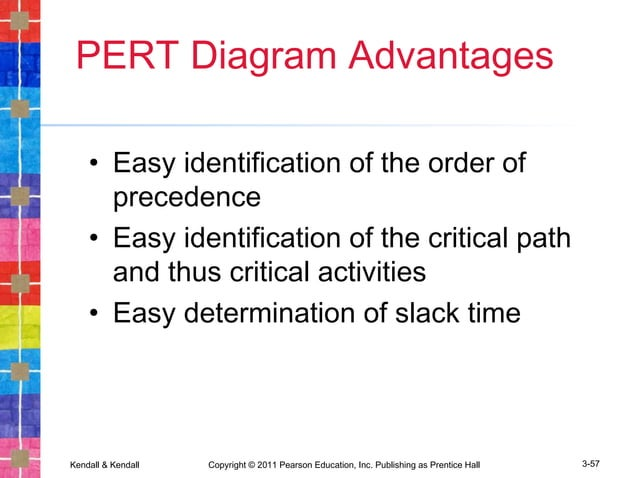 PERT Diagram Advantages
• Easy identification of the order of
precedence
• Easy identification of the critical path
and thus critical activities
• Easy determination of slack time
Kendall & Kendall Copyright © 2011 Pearson Education, Inc. Publishing as Prentice Hall 3-57